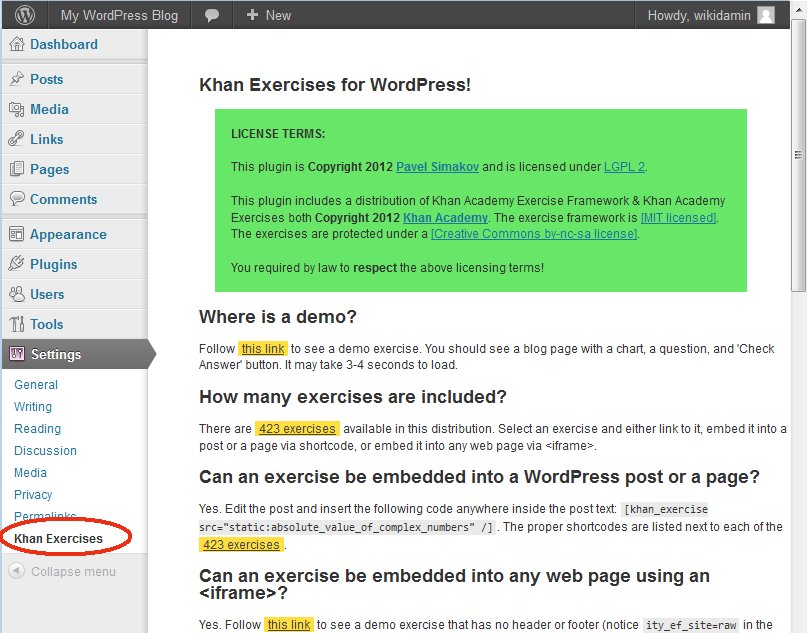 My WordPress Blog
New
Howdy, wikidamin
Dashboard
Posts
Media
Links
Pages
Comments
Appearance
Plugins
Users
Tools
Settings
General
Writing
Reading
Discussion
Media
Privacy
Permalinks
Khan Exercises
Collapse menu
Khan Exercises for WordPress!
LICENSE TERMS:
This plugin is Copyright 2012 Pavel Simakov and is licensed under LGPL 2.
This plugin includes a distribution of Khan Academy Exercise Framework & Khan Academy
Exercises both Copyright 2012 Khan Academy. The exercise framework is [MIT licensed].
The exercises are protected under a [Creative Commons by-nc-sa license].
You required by law to respect the above licensing terms!
Where is a demo?
Follow this link to see a demo exercise. You should see a blog page with a chart, a question, and 'Check
Answer' button. It may take 3-4 seconds to load.
How many exercises are included?
There are 423 exercises available in this distribution. Select an exercise and either link to it, embed it into a
post or a page via shortcode, or embed it into any web page via <iframe>.
Can an exercise be embedded into a WordPress post or a page?
Yes. Edit the post and insert the following code anywhere inside the post text: [khan_exercise
src="static:absolute_value_of_complex_numbers" /]. The proper shortcodes are listed next to each of the
423 exercises.
Can an exercise be embedded into any web page using an
<iframe>?
Yes. Follow this link to see a demo exercise that has no header or footer (notice ity_ef_site=raw in the